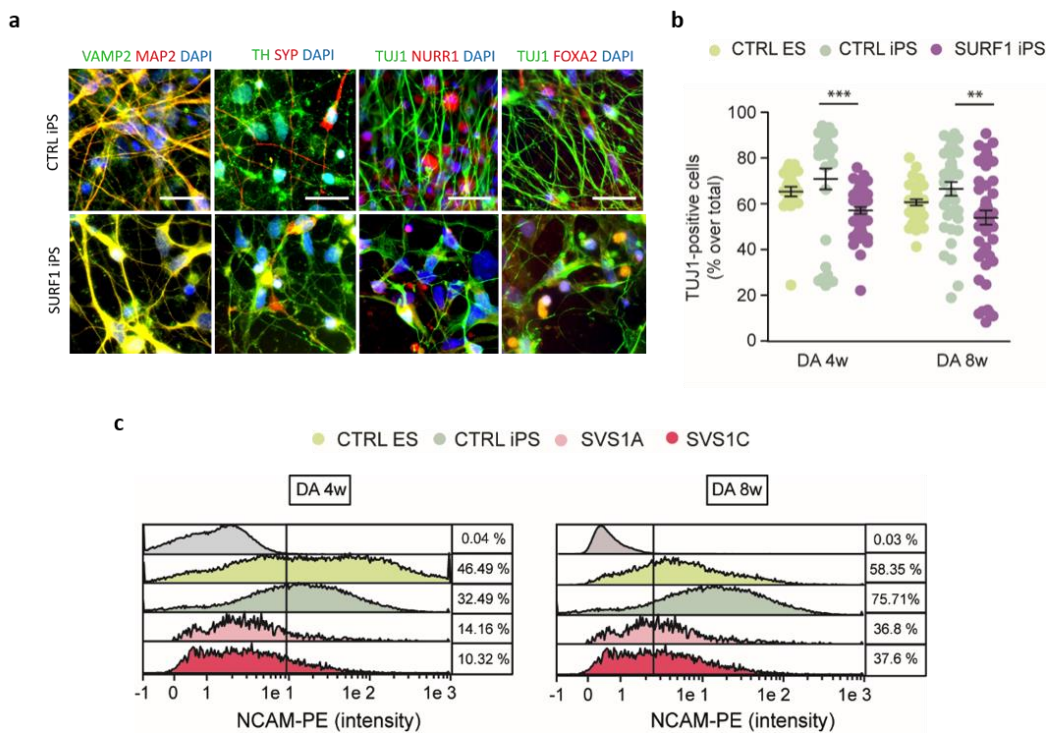 a
VAMP2 MAP2 DAPI
TH SYP DAPI
TUJ1 NURR1 DAPI
TUJ1 FOXA2 DAPI
CTRL iPS
SURF1 iPS
b
CTRL ES
CTRL iPS
SURF1 iPS
***
**
100
80
60
40
20
0
TUJ1-positive cells
(% over total)
DA 4w
DA 8w
c
CTRL ES
CTRL iPS
SVS1A
SVS1C
DA 4w
0.04 %
46.49 %
32.49 %
14.16 %
10.32 %
-1 0 1 1e 1 1e 2 1e 3
NCAM-PE (intensity)
DA 8w
0.03 %
58.35 %
75.71%
36.8 %
37.6 %
-1 0 1 1e 1 1e 2 1e 3
NCAM-PE (intensity)